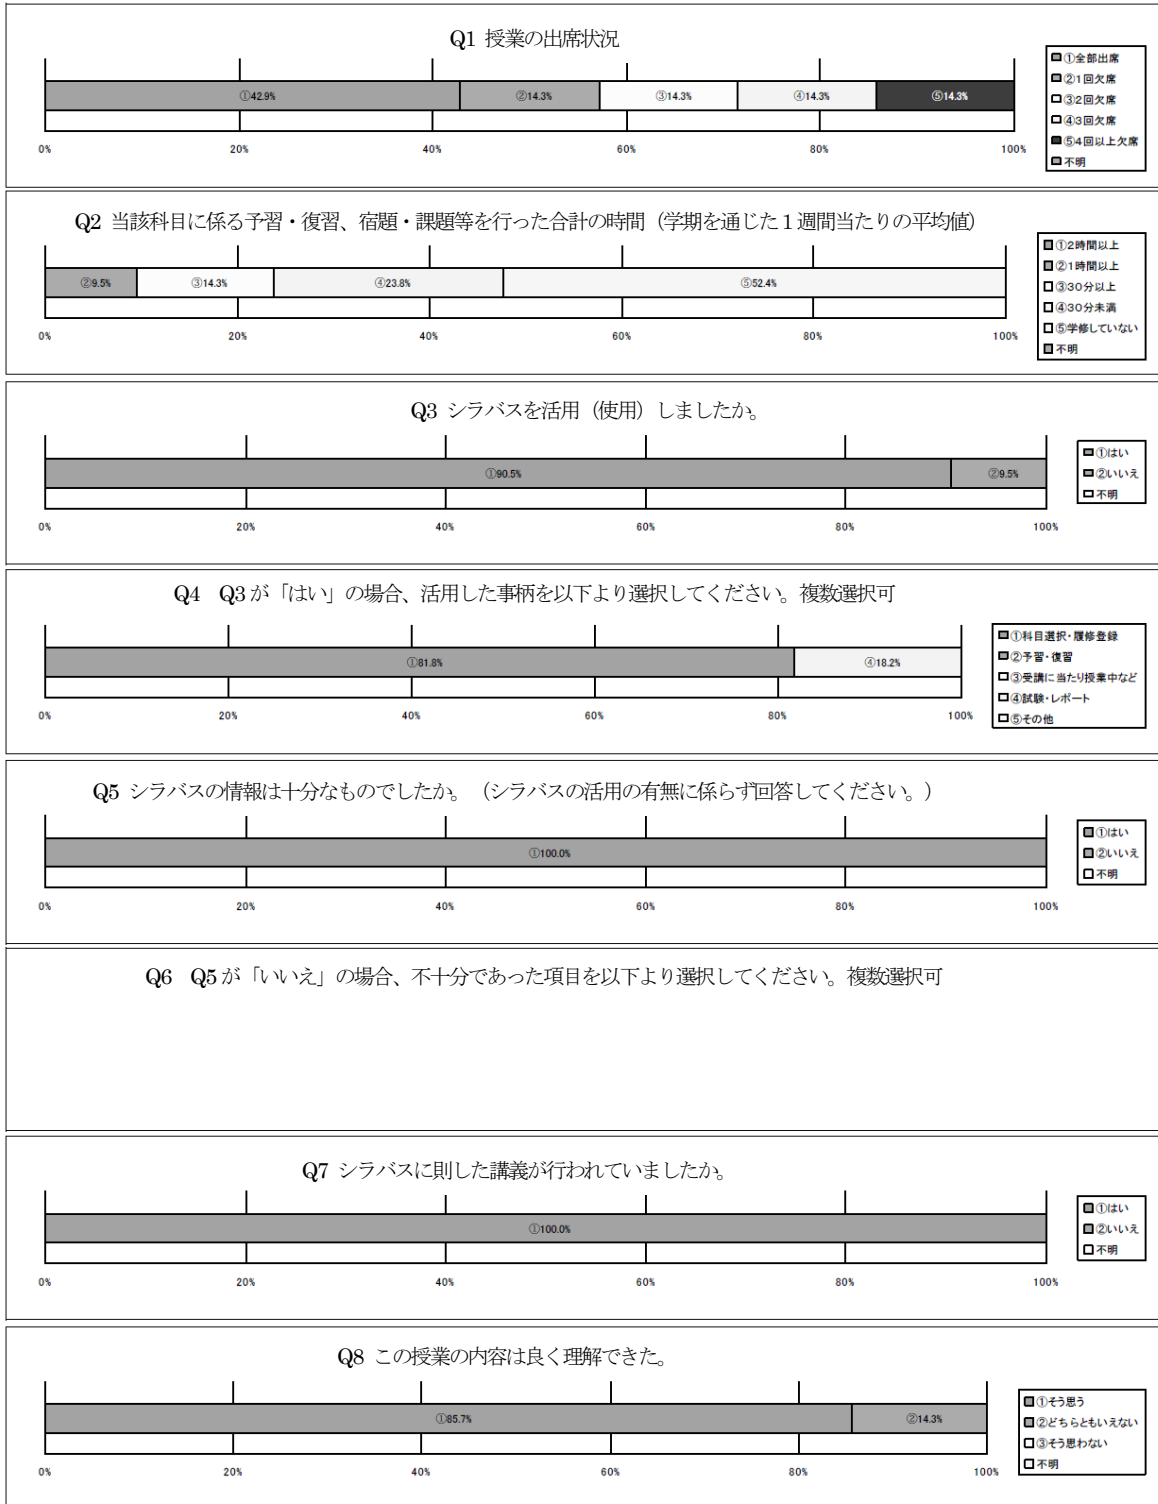 Q1 授業の出席状況
①42.9% ②14.3% ③14.3% ④14.3% ⑤14.3%
0% 20% 40% 60% 80% 100%
①全部出席
②1回欠席
③2回欠席
④3回欠席
⑤4回以上欠席
不明
Q2 当該科目に係る予習・復習、宿題・課題等を行った合計の時間（学期を通じた１週間当たりの平均値）
②9.5% ③14.3% ④23.8% ⑤52.4%
0% 20% 40% 60% 80% 100%
①2時間以上
②1時間以上
③30分以上
④30分未満
⑤学修していない
不明
Q3 シラバスを活用（使用）しましたか。
①90.5% ②9.5%
0% 20% 40% 60% 80% 100%
①はい
②いいえ
不明
Q4 Q3が「はい」の場合、活用した事柄を以下より選択してください。複数選択可
①81.8% ④18.2%
0% 20% 40% 60% 80% 100%
①科目選択・履修登録
②予習・復習
③受講に当たり授業中など
④試験・レポート
⑤その他
Q5 シラバスの情報は十分なものでしたか。（シラバスの活用の有無に係らず回答してください。）
①100.0%
0% 20% 40% 60% 80% 100%
①はい
②いいえ
不明
Q6 Q5が「いいえ」の場合、不十分であった項目を以下より選択してください。複数選択可
Q7 シラバスに則した講義が行われていましたか。
①100.0%
0% 20% 40% 60% 80% 100%
①はい
②いいえ
不明
Q8 この授業の内容は良く理解できた。
①85.7% ②14.3%
0% 20% 40% 60% 80% 100%
①そう思う
②どちらともいえない
③そう思わない
不明